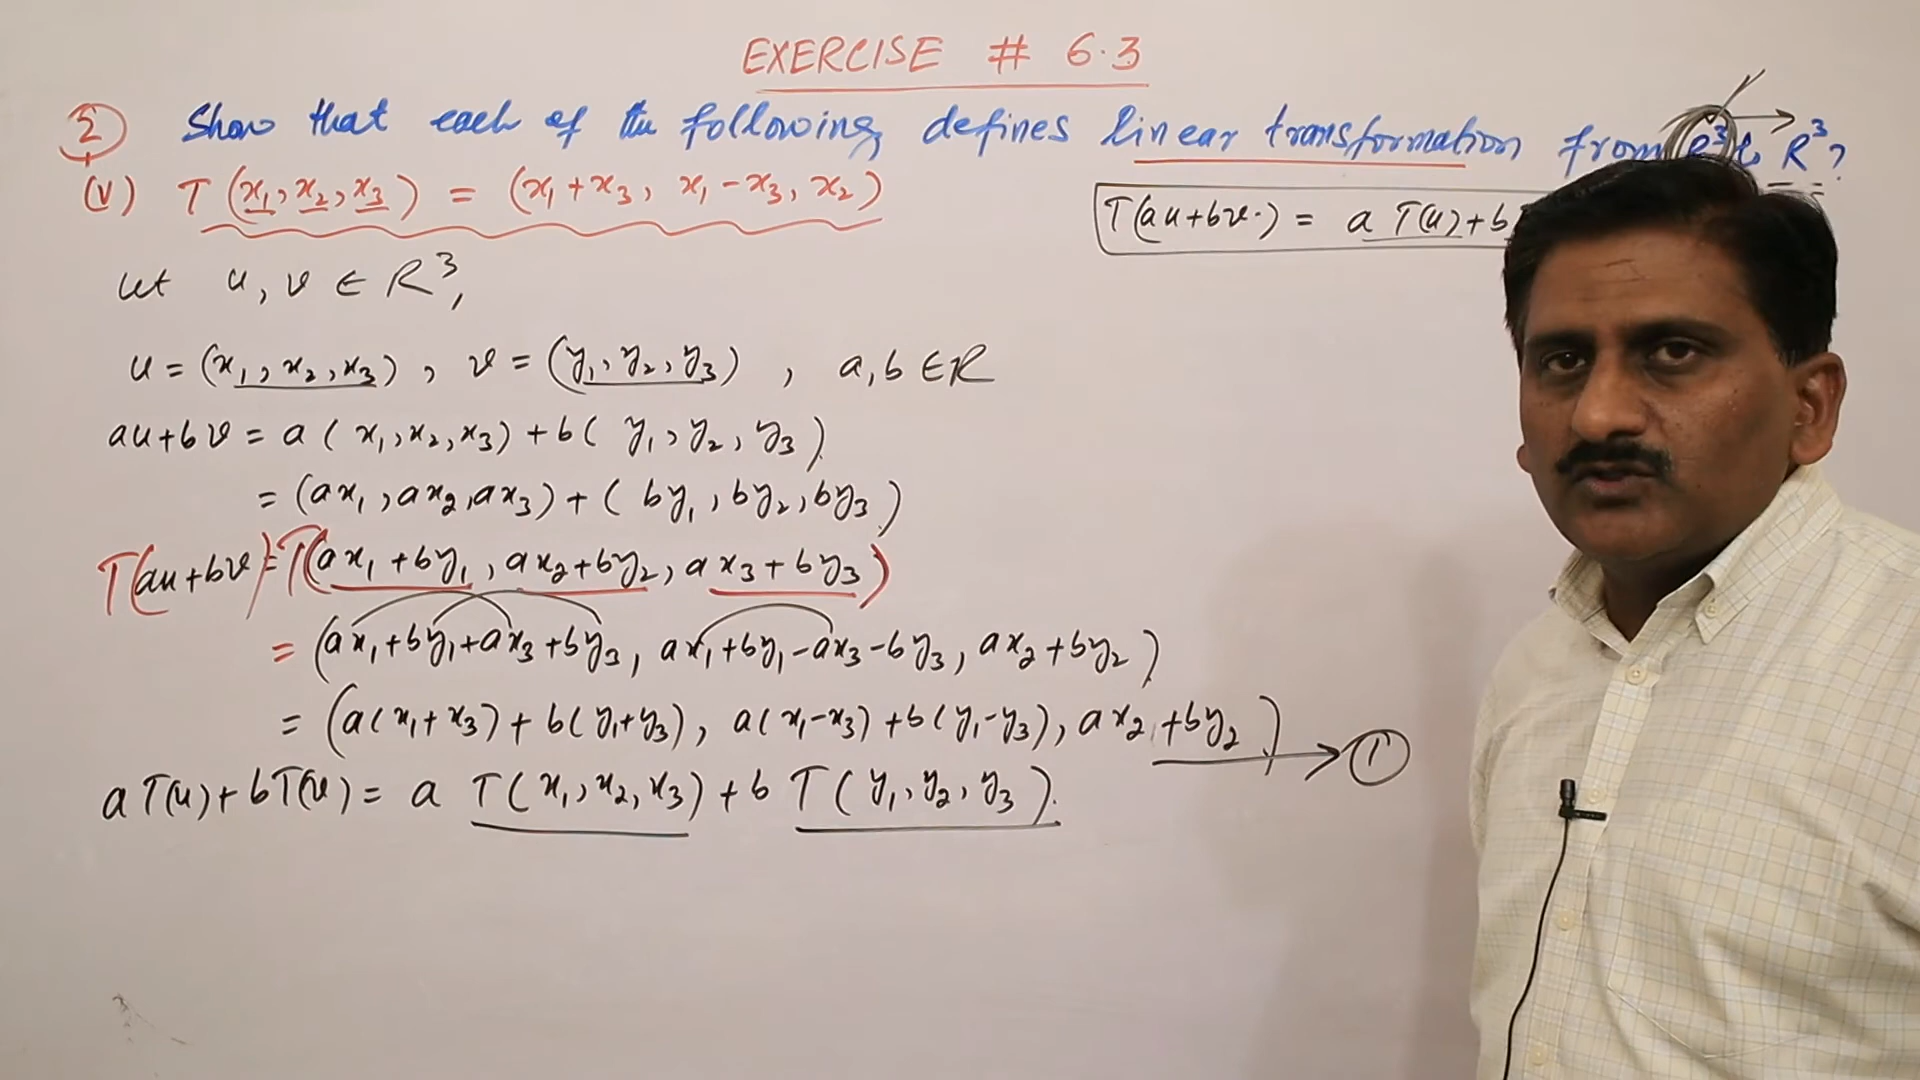 EXERCISE # 6.3
2 Show that each of the following defines linear transformation from R³ to R³?
(v) T(x₁, x₂, x₃) = (x₁+x₃, x₁-x₃, x₂)
T(au+bv) = a T(u)+b
let u, v ∈ R³,
u = (x₁, x₂, x₃), v = (y₁, y₂, y₃), a, b ∈ R
au+bv = a(x₁, x₂, x₃)+b(y₁, y₂, y₃)
= (ax₁, ax₂, ax₃)+(by₁, by₂, by₃)
T(au+bv) = T(ax₁+by₁, ax₂+by₂, ax₃+by₃)
= (ax₁+by₁+ax₃+by₃, ax₁+by₁-ax₃-by₃, ax₂+by₂)
= (a(x₁+x₃)+b(y₁+y₃), a(x₁-x₃)+b(y₁-y₃), ax₂+by₂) → 1
a T(u)+bT(v) = a T(x₁, x₂, x₃)+b T(y₁, y₂, y₃).